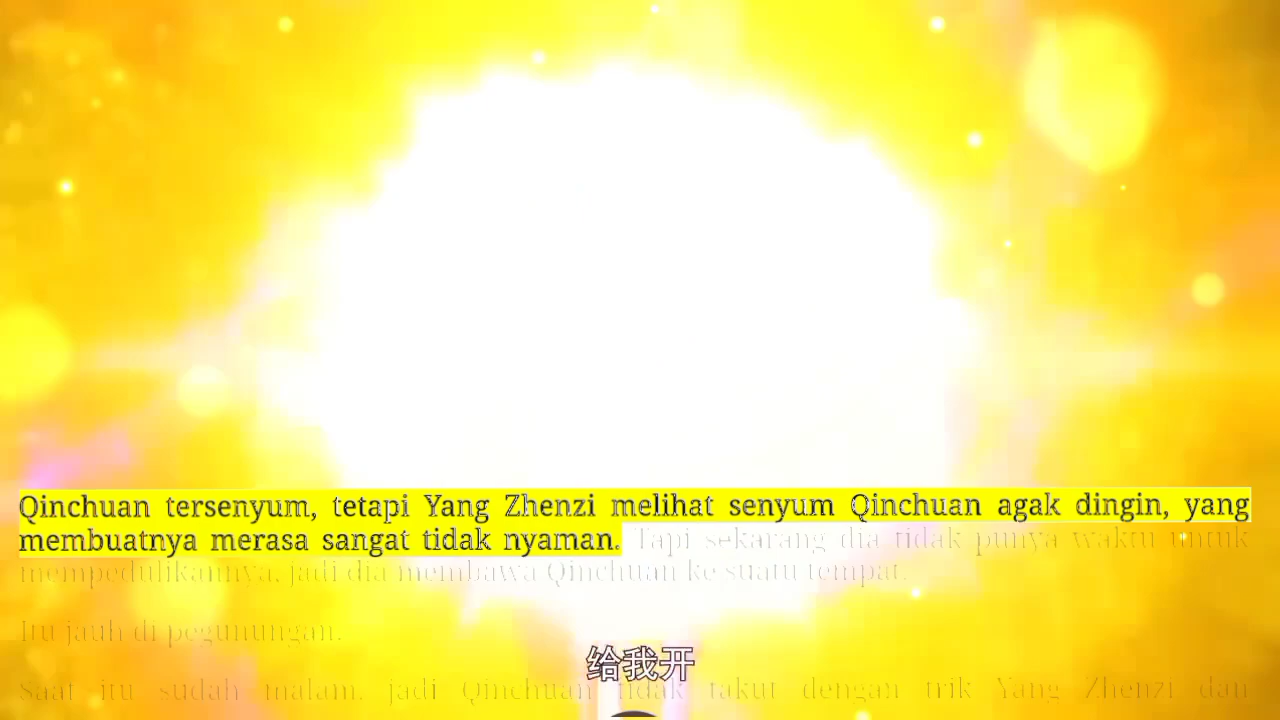 Qinchuan tersenyum, tetapi Yang Zhenzi melihat senyum Qinchuan agak dingin, yang
membuatnya merasa sangat tidak nyaman. Tapi sekarang dia tidak punya waktu untuk
mempedulikannya, jadi dia membawa Qinchuan ke suatu tempat.
Itu jauh di pegunungan.
给我开
Saat itu sudah malam, jadi Qinchuan tidak takut dengan trik Yang Zhenzi dan